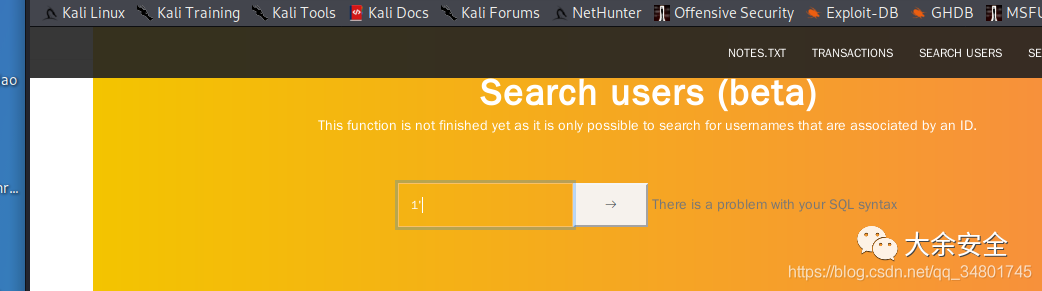 Kali Linux Kali Training Kali Tools Kali Docs Kali Forums NetHunter Offensive Security Exploit-DB GHDB MSFU
NOTES.TXT TRANSACTIONS SEARCH USERS SE
ao
Search users (beta)
This function is not finished yet as it is only possible to search for usernames that are associated by an ID.
nr...
1' → There is a problem with your SQL syntax
大余安全
https://blog.csdn.net/qq_34801745